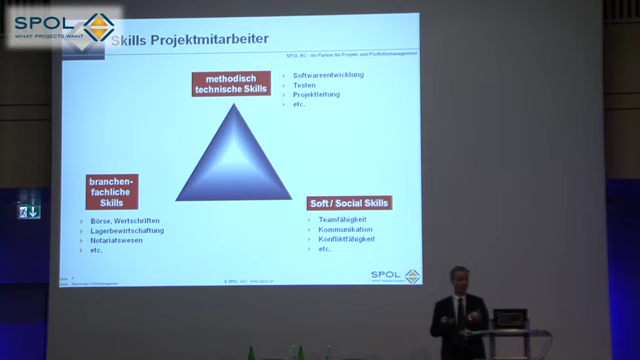 SPOL
WHAT PROJECTS WANT
Skills Projektmitarbeiter
SPOL AG – Ihr Partner für Projekt- und Portfoliomanagement
methodisch
technische Skills
Softwareentwicklung
Testen
Projektleitung
etc.
branchen-
fachliche
Skills
Börse, Wertschriften
Lagerbewirtschaftung
Notariatswesen
etc.
Soft / Social Skills
Teamfähigkeit
Kommunikation
Konfliktfähigkeit
etc.
© SPOL AG
SPOL